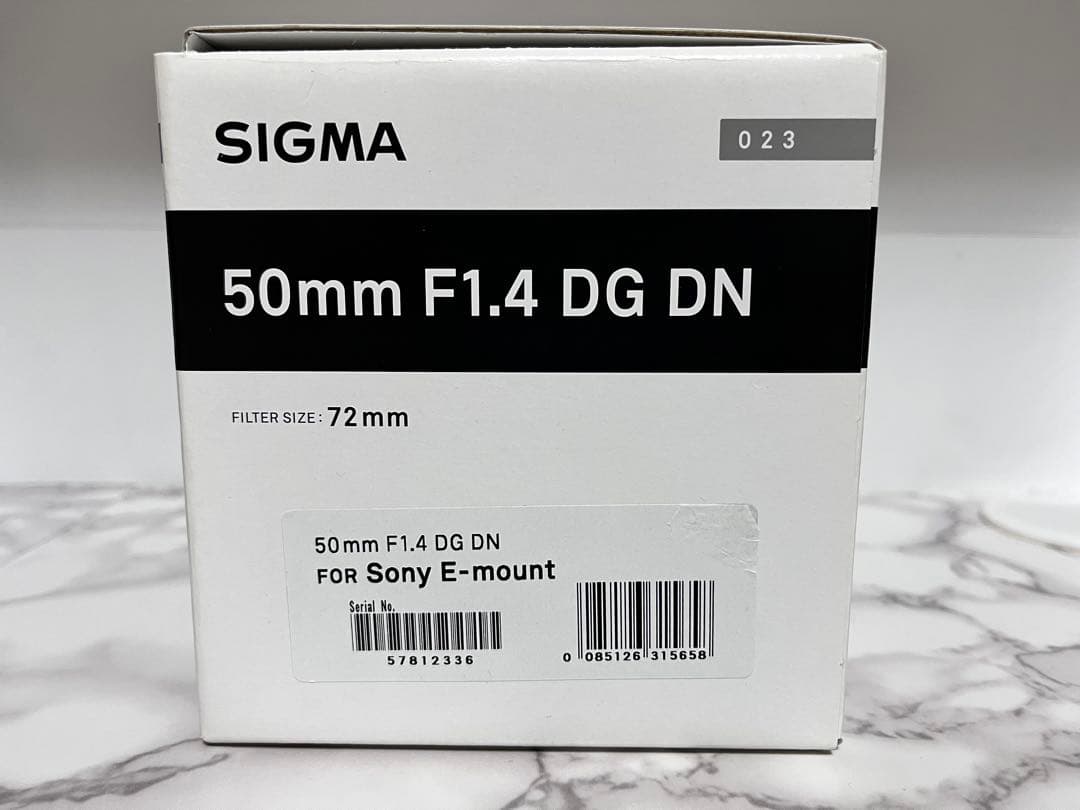 SIGMA
023
50mm F1.4 DG DN
FILTER SIZE: 72mm
50mm F1.4 DG DN
FOR Sony E-mount
Serial No.
57812336
0 085126 315658